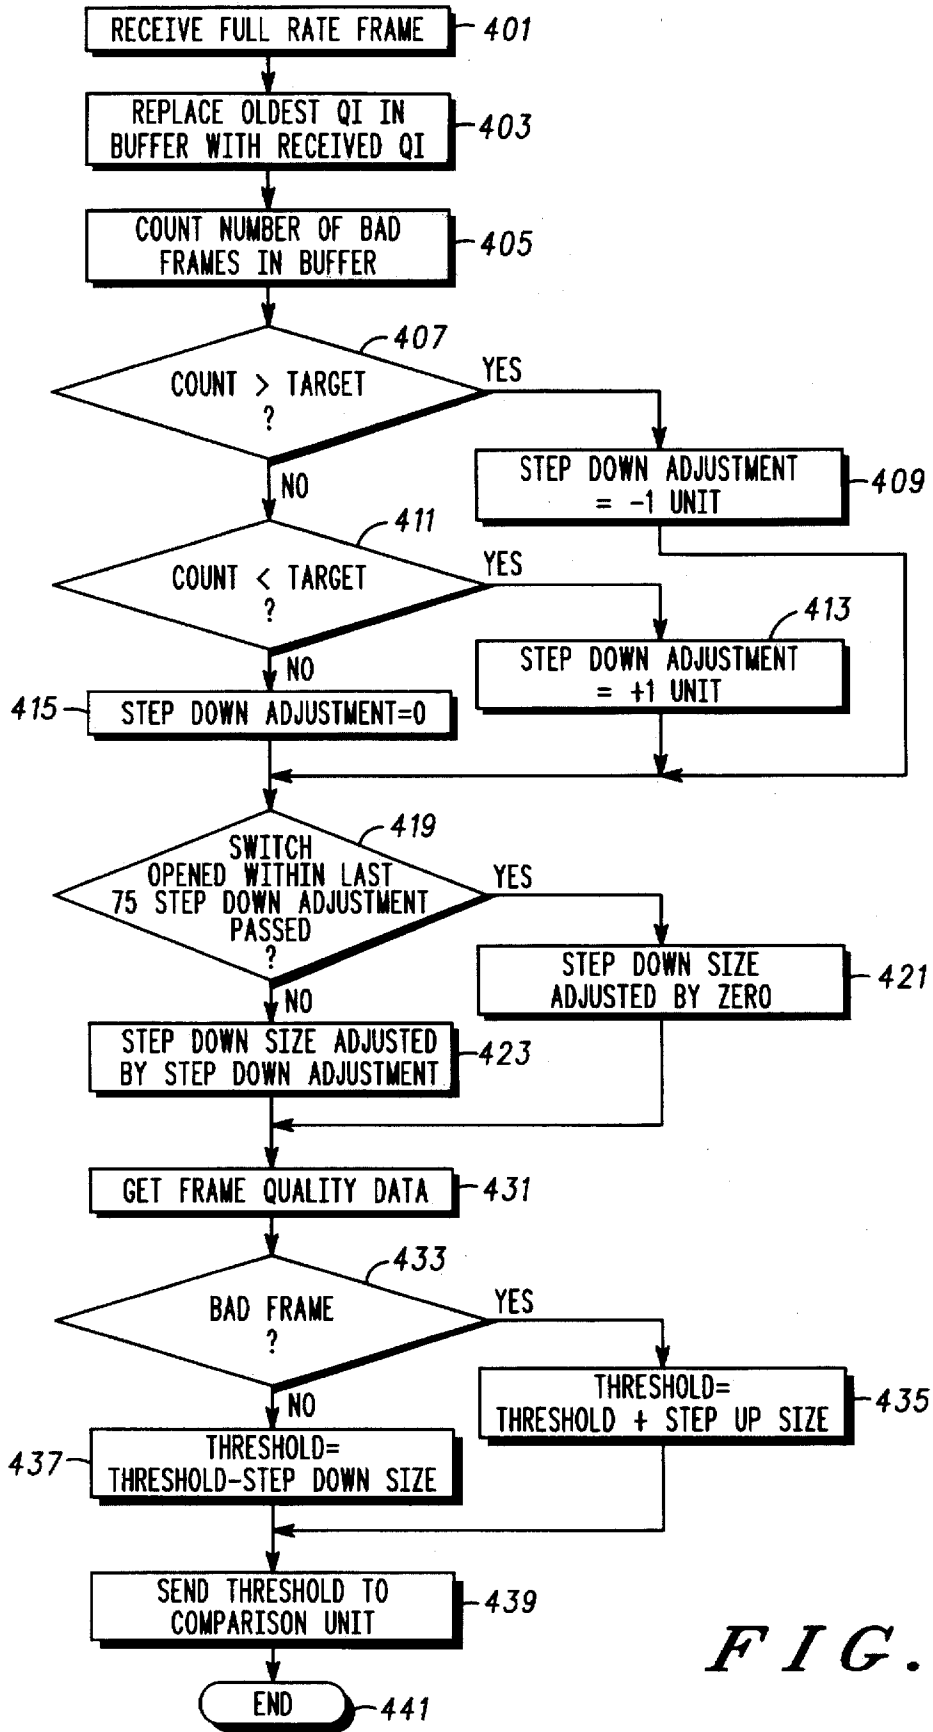 RECEIVE FULL RATE FRAME
401
REPLACE OLDEST QI IN
BUFFER WITH RECEIVED QI
403
COUNT NUMBER OF BAD
FRAMES IN BUFFER
405
407
COUNT > TARGET
?
YES
NO
STEP DOWN ADJUSTMENT
= -1 UNIT
409
411
COUNT < TARGET
?
YES
NO
413
STEP DOWN ADJUSTMENT
= +1 UNIT
415
STEP DOWN ADJUSTMENT=0
419
SWITCH
OPENED WITHIN LAST
75 STEP DOWN ADJUSTMENT
PASSED
?
YES
NO
STEP DOWN SIZE
ADJUSTED BY ZERO
421
STEP DOWN SIZE ADJUSTED
BY STEP DOWN ADJUSTMENT
423
GET FRAME QUALITY DATA
431
433
BAD FRAME
?
YES
NO
THRESHOLD=
THRESHOLD + STEP UP SIZE
435
437
THRESHOLD=
THRESHOLD-STEP DOWN SIZE
SEND THRESHOLD TO
COMPARISON UNIT
439
END
441
FIG.